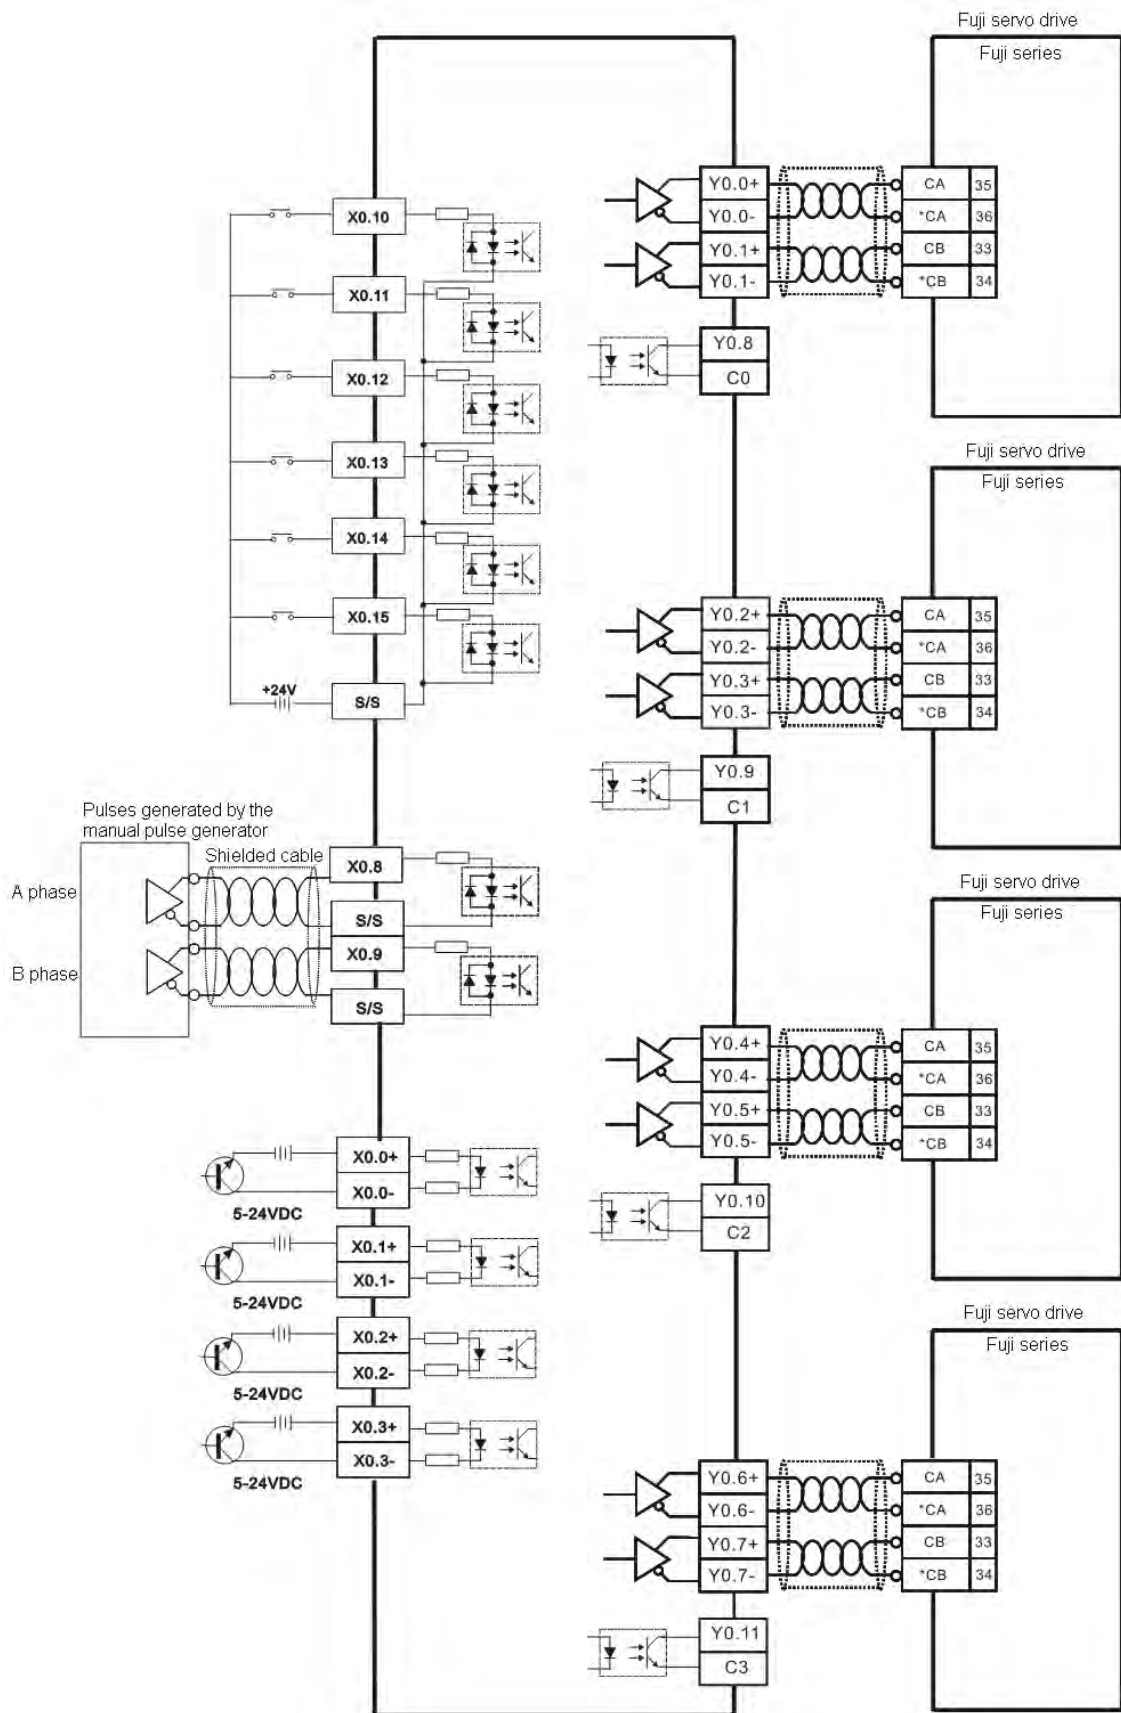 Fuji servo drive
Fuji series
Y0.0+
CA
35
Y0.0-
*CA
36
Y0.1+
CB
33
Y0.1-
*CB
34
Y0.8
C0
X0.10
X0.11
X0.12
X0.13
X0.14
X0.15
+24V
S/S
Fuji servo drive
Fuji series
Y0.2+
CA
35
Y0.2-
*CA
36
Y0.3+
CB
33
Y0.3-
*CB
34
Y0.9
C1
Pulses generated by the
manual pulse generator
Shielded cable
A phase
B phase
X0.8
S/S
X0.9
S/S
Fuji servo drive
Fuji series
Y0.4+
CA
35
Y0.4-
*CA
36
Y0.5+
CB
33
Y0.5-
*CB
34
Y0.10
C2
X0.0+
X0.0-
5-24VDC
X0.1+
X0.1-
5-24VDC
X0.2+
X0.2-
5-24VDC
X0.3+
X0.3-
5-24VDC
Fuji servo drive
Fuji series
Y0.6+
CA
35
Y0.6-
*CA
36
Y0.7+
CB
33
Y0.7-
*CB
34
Y0.11
C3